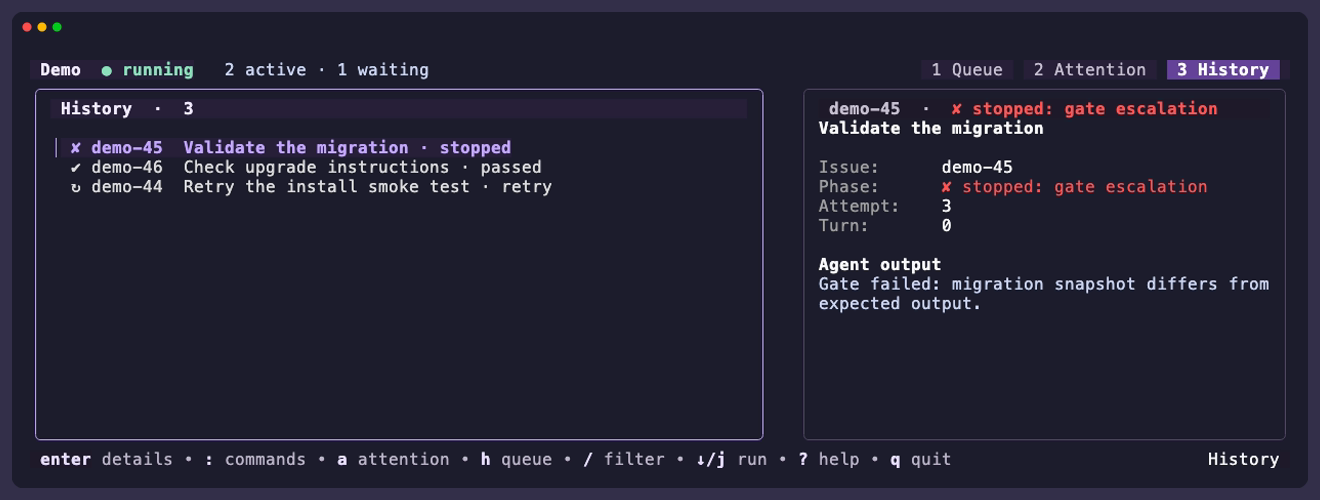 Demo ● running 2 active · 1 waiting 1 Queue 2 Attention 3 History
History · 3
✘ demo-45 Validate the migration · stopped
✔ demo-46 Check upgrade instructions · passed
↻ demo-44 Retry the install smoke test · retry
demo-45 · ✘ stopped: gate escalation
Validate the migration
Issue: demo-45
Phase: ✘ stopped: gate escalation
Attempt: 3
Turn: 0
Agent output
Gate failed: migration snapshot differs from
expected output.
enter details • : commands • a attention • h queue • / filter • ↓/j run • ? help • q quit History